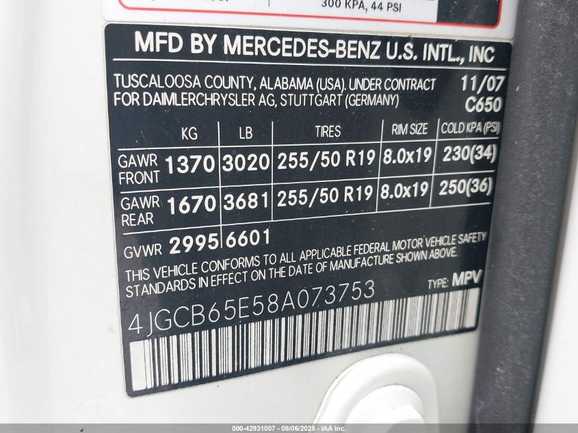 300 KPA, 44 PSI
MFD BY MERCEDES-BENZ U.S. INTL., INC
TUSCALOOSA COUNTY, ALABAMA (USA). UNDER CONTRACT 11/07
FOR DAIMLERCHRYSLER AG, STUTTGART (GERMANY) C650
KG LB TIRES RIM SIZE COLD KPA (PSI)
GAWR FRONT 1370 3020 255/50 R19 8.0x19 230(34)
GAWR REAR 1670 3681 255/50 R19 8.0x19 250(36)
GVWR 2995 6601
THIS VEHICLE CONFORMS TO ALL APPLICABLE FEDERAL MOTOR VEHICLE SAFETY
STANDARDS IN EFFECT ON THE DATE OF MANUFACTURE SHOWN ABOVE.
4JGCB65E58A073753 TYPE: MPV
000-42931007 - 08/06/2025 - IAA Inc.